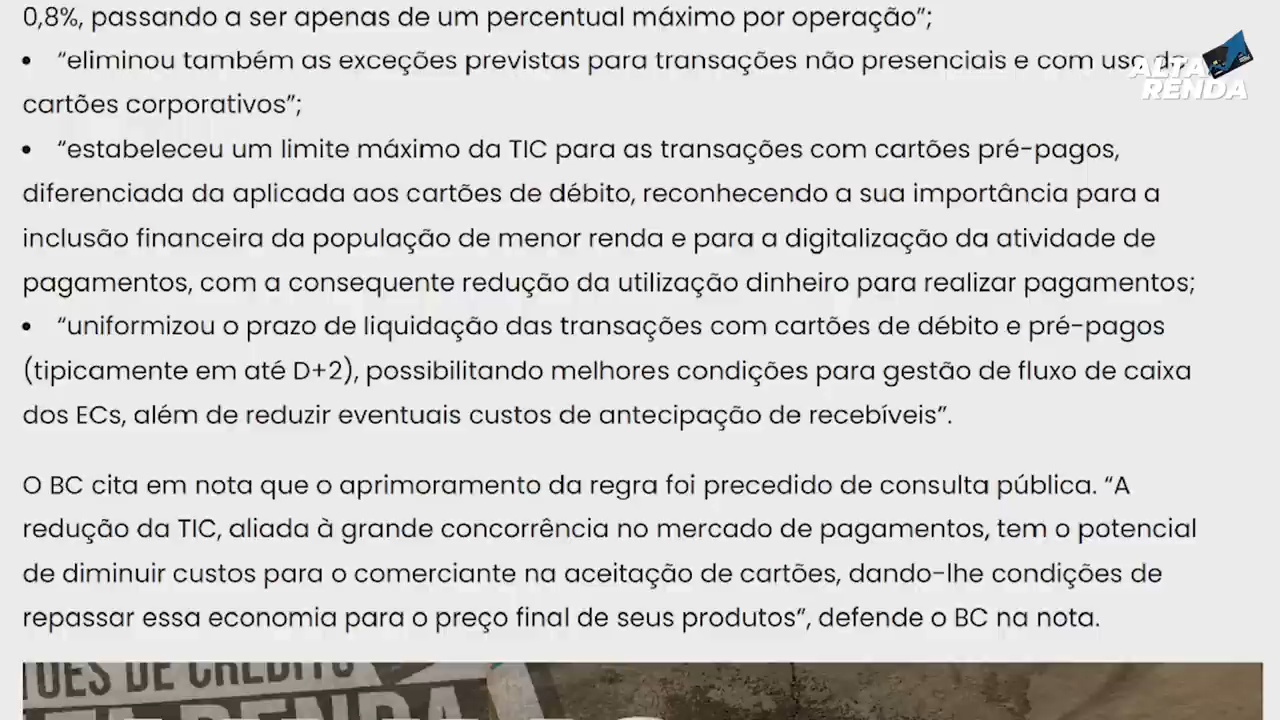 0,8%, passando a ser apenas de um percentual máximo por operação”;
• “eliminou também as exceções previstas para transações não presenciais e com uso de
cartões corporativos”;
• “estabeleceu um limite máximo da TIC para as transações com cartões pré-pagos,
diferenciada da aplicada aos cartões de débito, reconhecendo a sua importância para a
inclusão financeira da população de menor renda e para a digitalização da atividade de
pagamentos, com a consequente redução da utilização dinheiro para realizar pagamentos;
• “uniformizou o prazo de liquidação das transações com cartões de débito e pré-pagos
(tipicamente em até D+2), possibilitando melhores condições para gestão de fluxo de caixa
dos ECs, além de reduzir eventuais custos de antecipação de recebíveis”.
O BC cita em nota que o aprimoramento da regra foi precedido de consulta pública. “A
redução da TIC, aliada à grande concorrência no mercado de pagamentos, tem o potencial
de diminuir custos para o comerciante na aceitação de cartões, dando-lhe condições de
repassar essa economia para o preço final de seus produtos”, defende o BC na nota.
ALTA
RENDA
DE CRÉDITO